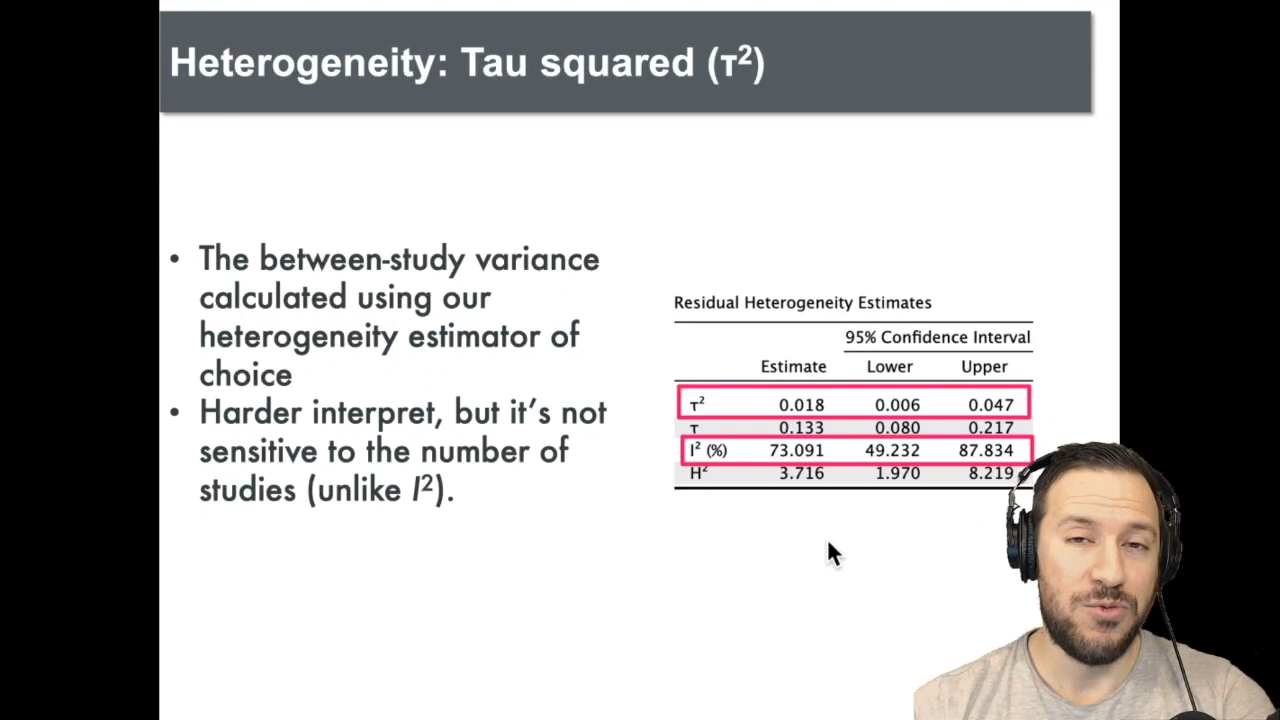 Heterogeneity: Tau squared (τ²)
• The between-study variance
calculated using our
heterogeneity estimator of
choice
• Harder interpret, but it's not
sensitive to the number of
studies (unlike I²).
Residual Heterogeneity Estimates
95% Confidence Interval
Estimate Lower Upper
τ² 0.018 0.006 0.047
τ 0.133 0.080 0.217
I² (%) 73.091 49.232 87.834
H² 3.716 1.970 8.219